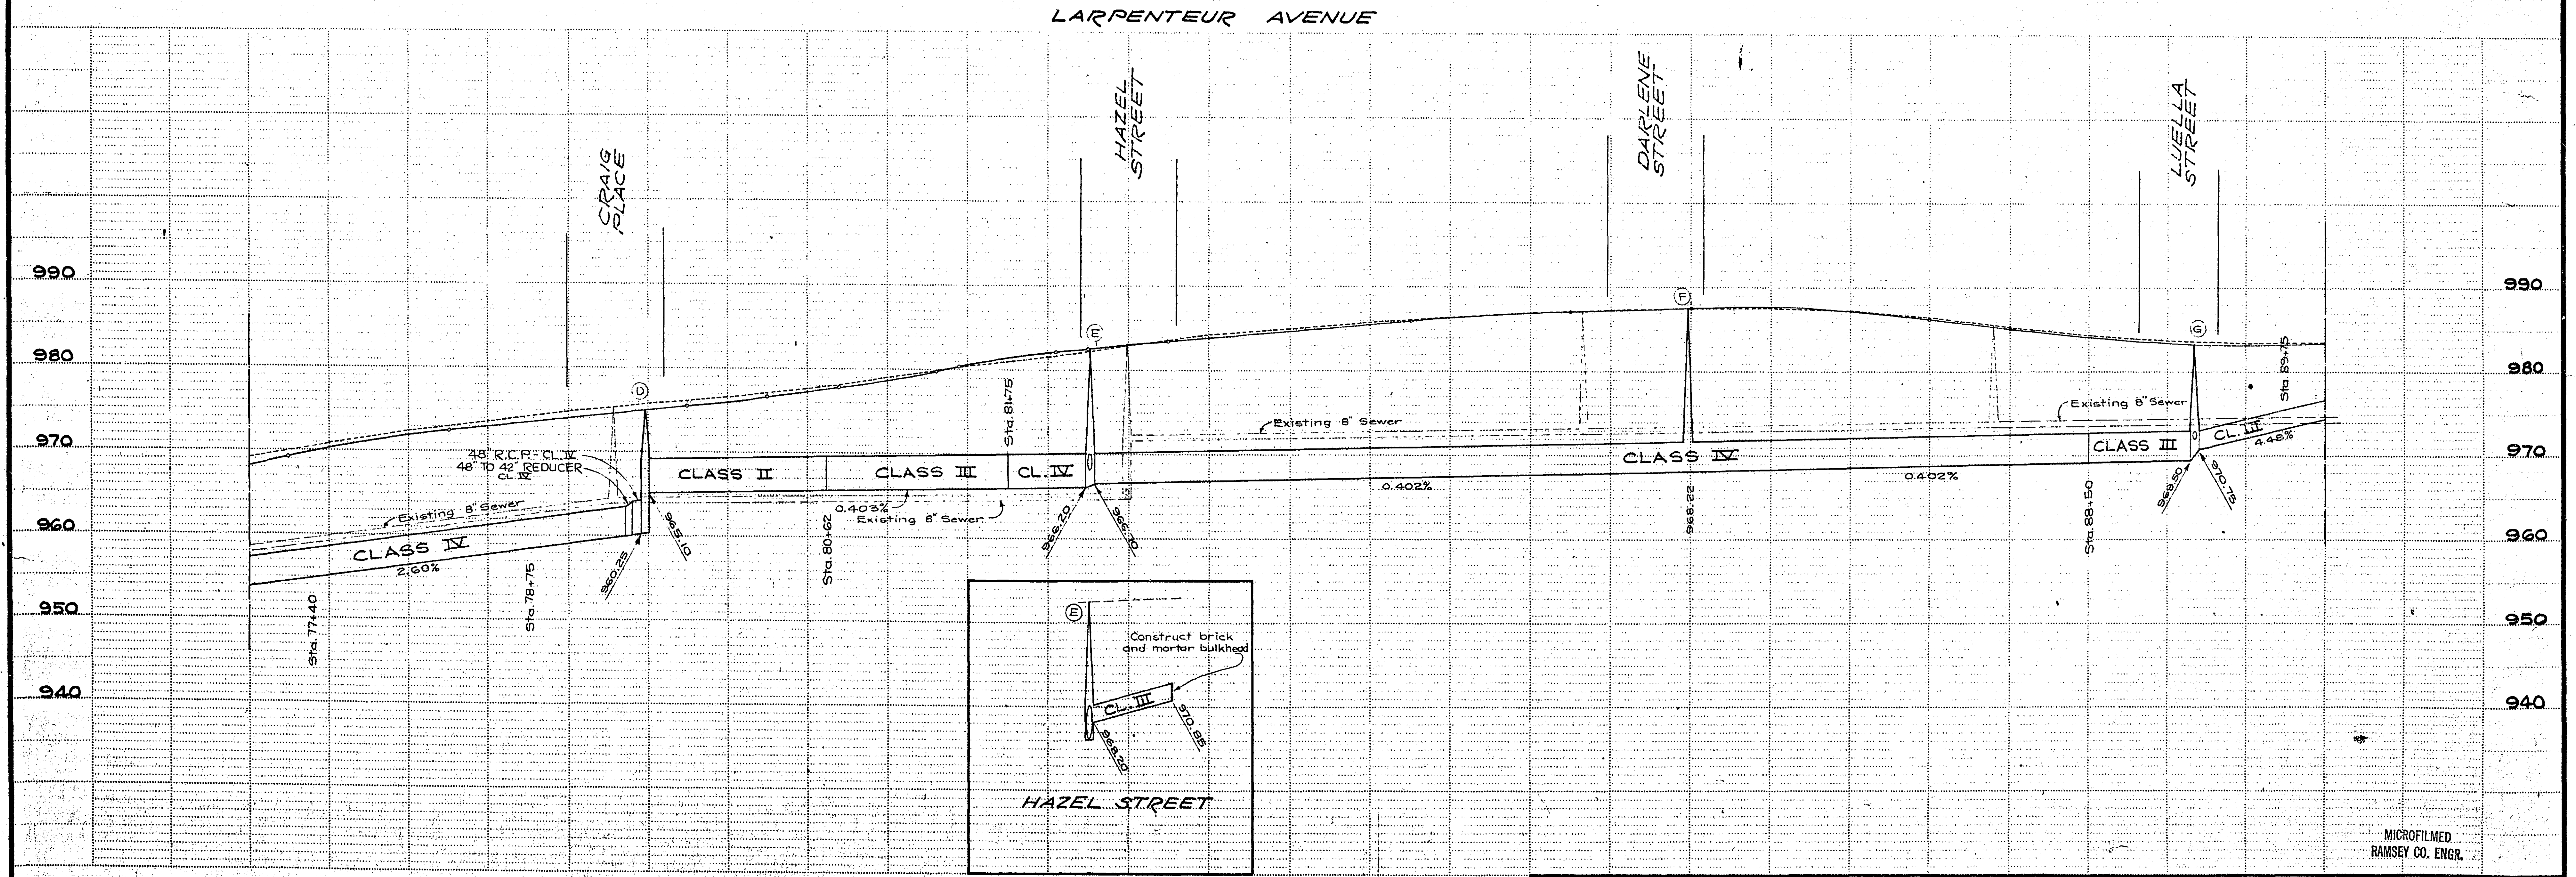 LARPENTEUR AVENUE
CRAIG
PLACE
HAZEL
STREET
DARLENE
STREET
LUELLA
STREET
990
990
980
980
970
970
960
960
950
950
940
940
D
E
F
G
48" R.C.P. - CL. IV
48" TO 42" REDUCER
CL. IV
Existing 8" Sewer
CLASS IV
2.60%
Sta. 77+40
Sta. 78+75
960.25
965.10
CLASS II
Sta. 80+62
CLASS III
0.403%
Existing 8" Sewer
Sta. 81+75
CL. IV
966.20
966.70
Existing 8" Sewer
0.402%
CLASS IV
968.22
0.402%
Existing 8" Sewer
Sta. 88+50
CLASS III
969.50
970.75
CL. III
4.48%
Sta 89+75
E
Construct brick
and mortar bulkhead
CL. III
968.20
970.85
HAZEL STREET
MICROFILMED
RAMSEY CO. ENGR.